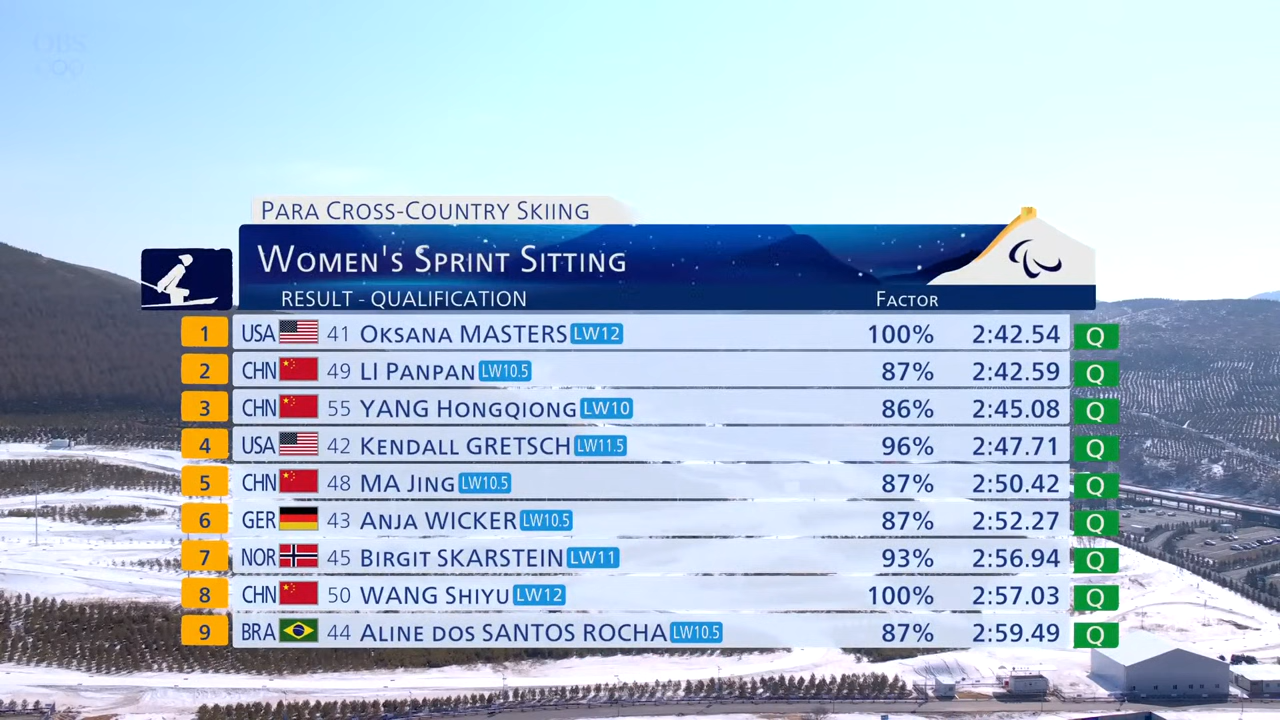 OBS
PARA CROSS-COUNTRY SKIING
WOMEN'S SPRINT SITTING
RESULT - QUALIFICATION FACTOR
1 USA 41 OKSANA MASTERS LW12 100% 2:42.54 Q
2 CHN 49 LI PANPAN LW10.5 87% 2:42.59 Q
3 CHN 55 YANG HONGQIONG LW10 86% 2:45.08 Q
4 USA 42 KENDALL GRETSCH LW11.5 96% 2:47.71 Q
5 CHN 48 MA JING LW10.5 87% 2:50.42 Q
6 GER 43 ANJA WICKER LW10.5 87% 2:52.27 Q
7 NOR 45 BIRGIT SKARSTEIN LW11 93% 2:56.94 Q
8 CHN 50 WANG SHIYU LW12 100% 2:57.03 Q
9 BRA 44 ALINE DOS SANTOS ROCHA LW10.5 87% 2:59.49 Q